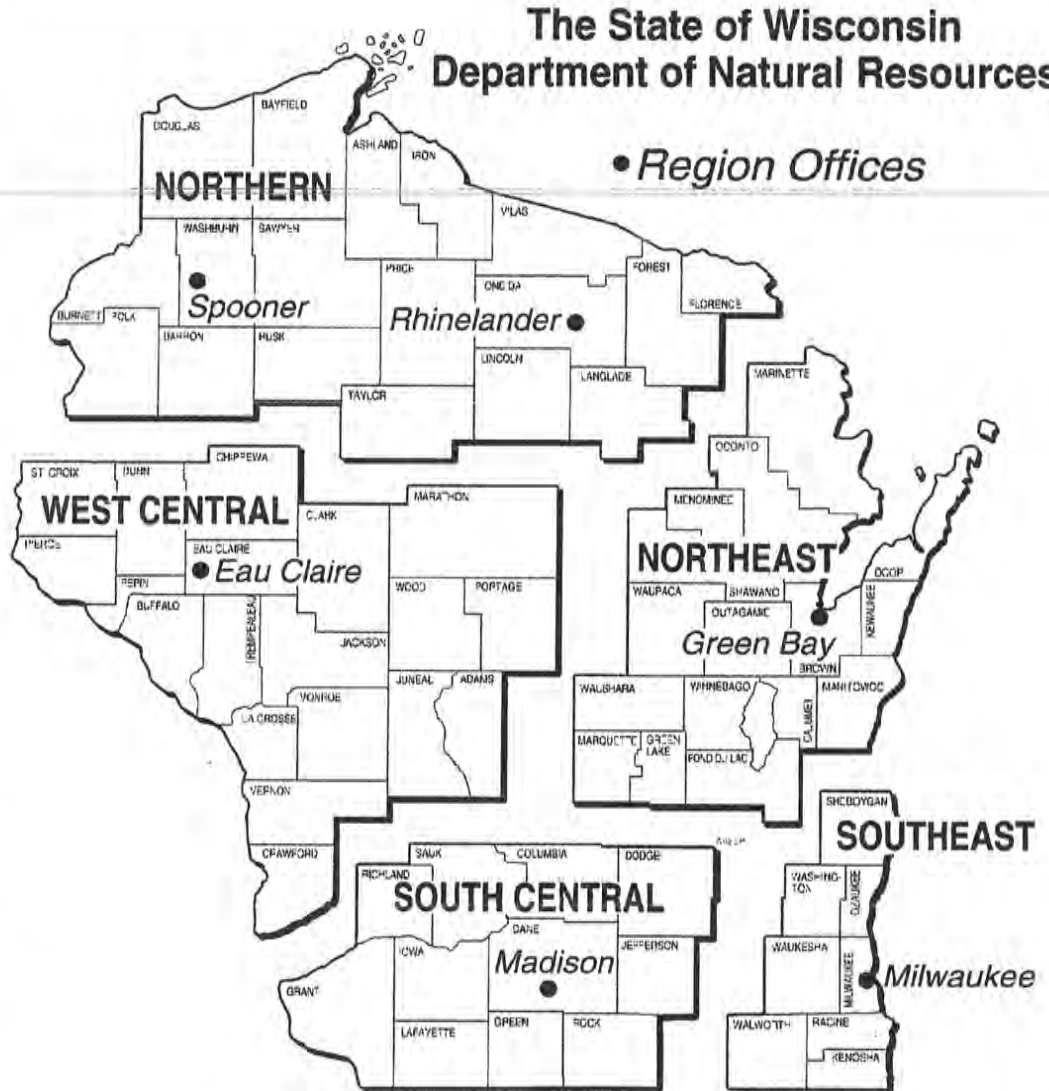 The State of Wisconsin
Department of Natural Resources
• Region Offices
BAYFIELD
DOUGLAS
ASHLAND
IRON
NORTHERN
VILAS
WASHBURN
SAWYER
PRICE
FOREST
ONEIDA
FLORENCE
Spooner
Rhinelander
BURNETT
POLK
BARRON
RUSK
LINCOLN
LANGLADE
TAYLOR
MARINETTE
OCONTO
CHIPPEWA
ST CROIX
DUNN
MARATHON
MENOMINEE
WEST CENTRAL
CLARK
PIERCE
EAU CLAIRE
Eau Claire
NORTHEAST
DOOR
PEPIN
WOOD
PORTAGE
WAUPACA
SHAWANO
BUFFALO
TREMPEALEAU
OUTAGAMIE
KEWAUNEE
JACKSON
Green Bay
BROWN
JUNEAU
ADAMS
WAUSHARA
WINNEBAGO
CALUMET
MANITOWOC
MONROE
LA CROSSE
MARQUETTE
GREEN
LAKE
FOND DU LAC
VERNON
SHEBOYGAN
CRAWFORD
SAUK
COLUMBIA
DODGE
SOUTHEAST
RICHLAND
WASHING-
TON
OZAUKEE
SOUTH CENTRAL
DANE
IOWA
JEFFERSON
WAUKESHA
MILWAUKEE
Madison
Milwaukee
GRANT
LAFAYETTE
GREEN
ROCK
WALWORTH
RACINE
KENOSHA